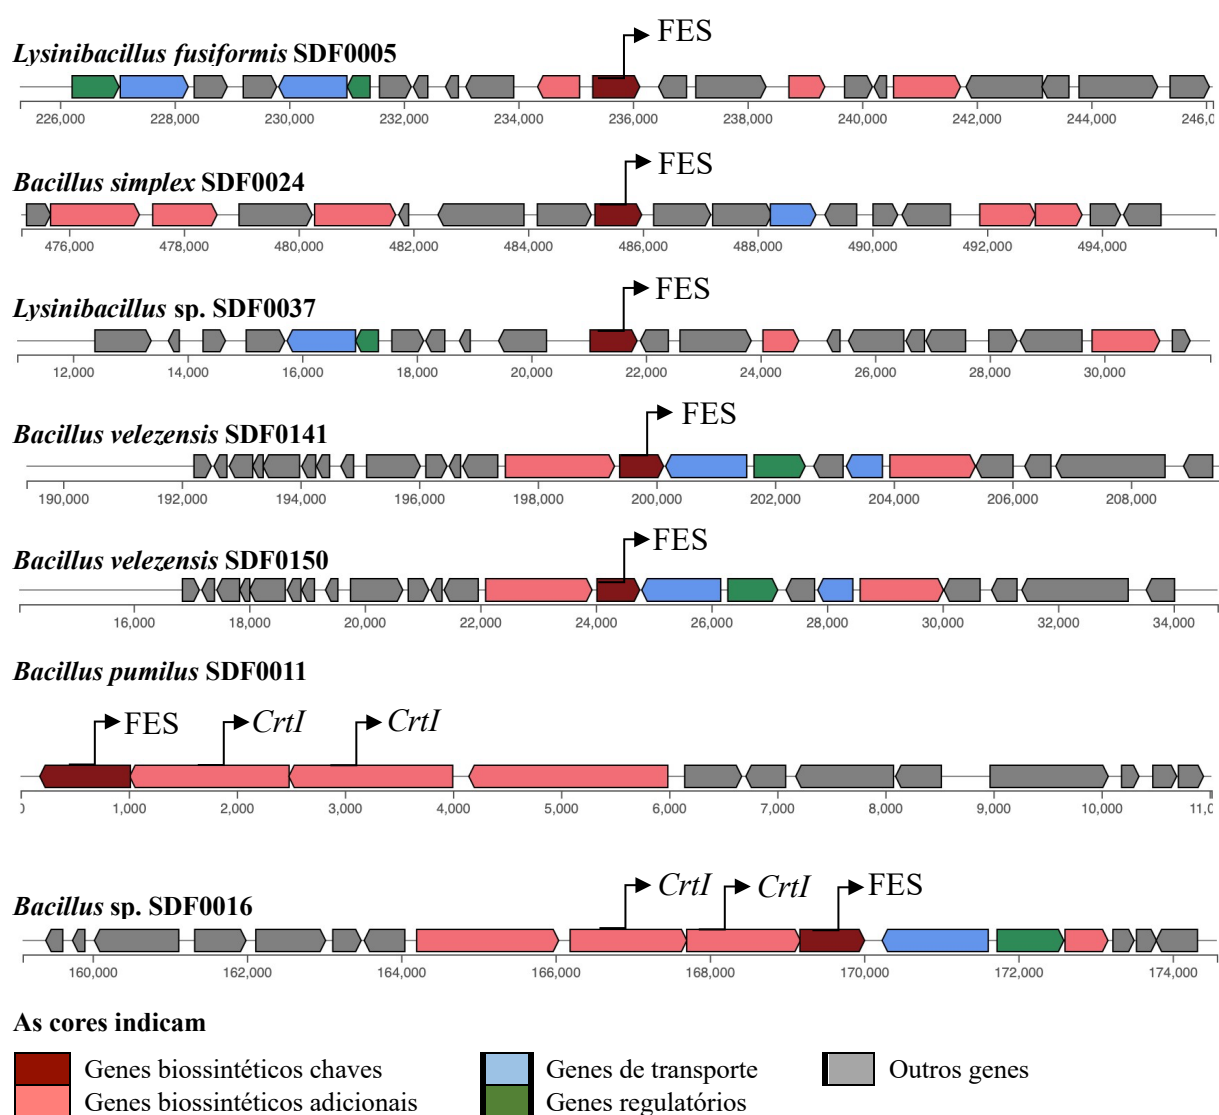 FES
Lysinibacillus fusiformis SDF0005
226,000 228,000 230,000 232,000 234,000 236,000 238,000 240,000 242,000 244,000 246,0
FES
Bacillus simplex SDF0024
476,000 478,000 480,000 482,000 484,000 486,000 488,000 490,000 492,000 494,000
FES
Lysinibacillus sp. SDF0037
12,000 14,000 16,000 18,000 20,000 22,000 24,000 26,000 28,000 30,000
FES
Bacillus velezensis SDF0141
190,000 192,000 194,000 196,000 198,000 200,000 202,000 204,000 206,000 208,000
FES
Bacillus velezensis SDF0150
16,000 18,000 20,000 22,000 24,000 26,000 28,000 30,000 32,000 34,000
Bacillus pumilus SDF0011
FES CrtI CrtI
0 1,000 2,000 3,000 4,000 5,000 6,000 7,000 8,000 9,000 10,000 11,0
CrtI CrtI FES
Bacillus sp. SDF0016
160,000 162,000 164,000 166,000 168,000 170,000 172,000 174,000
As cores indicam
Genes biossintéticos chaves Genes de transporte Outros genes
Genes biossintéticos adicionais Genes regulatórios